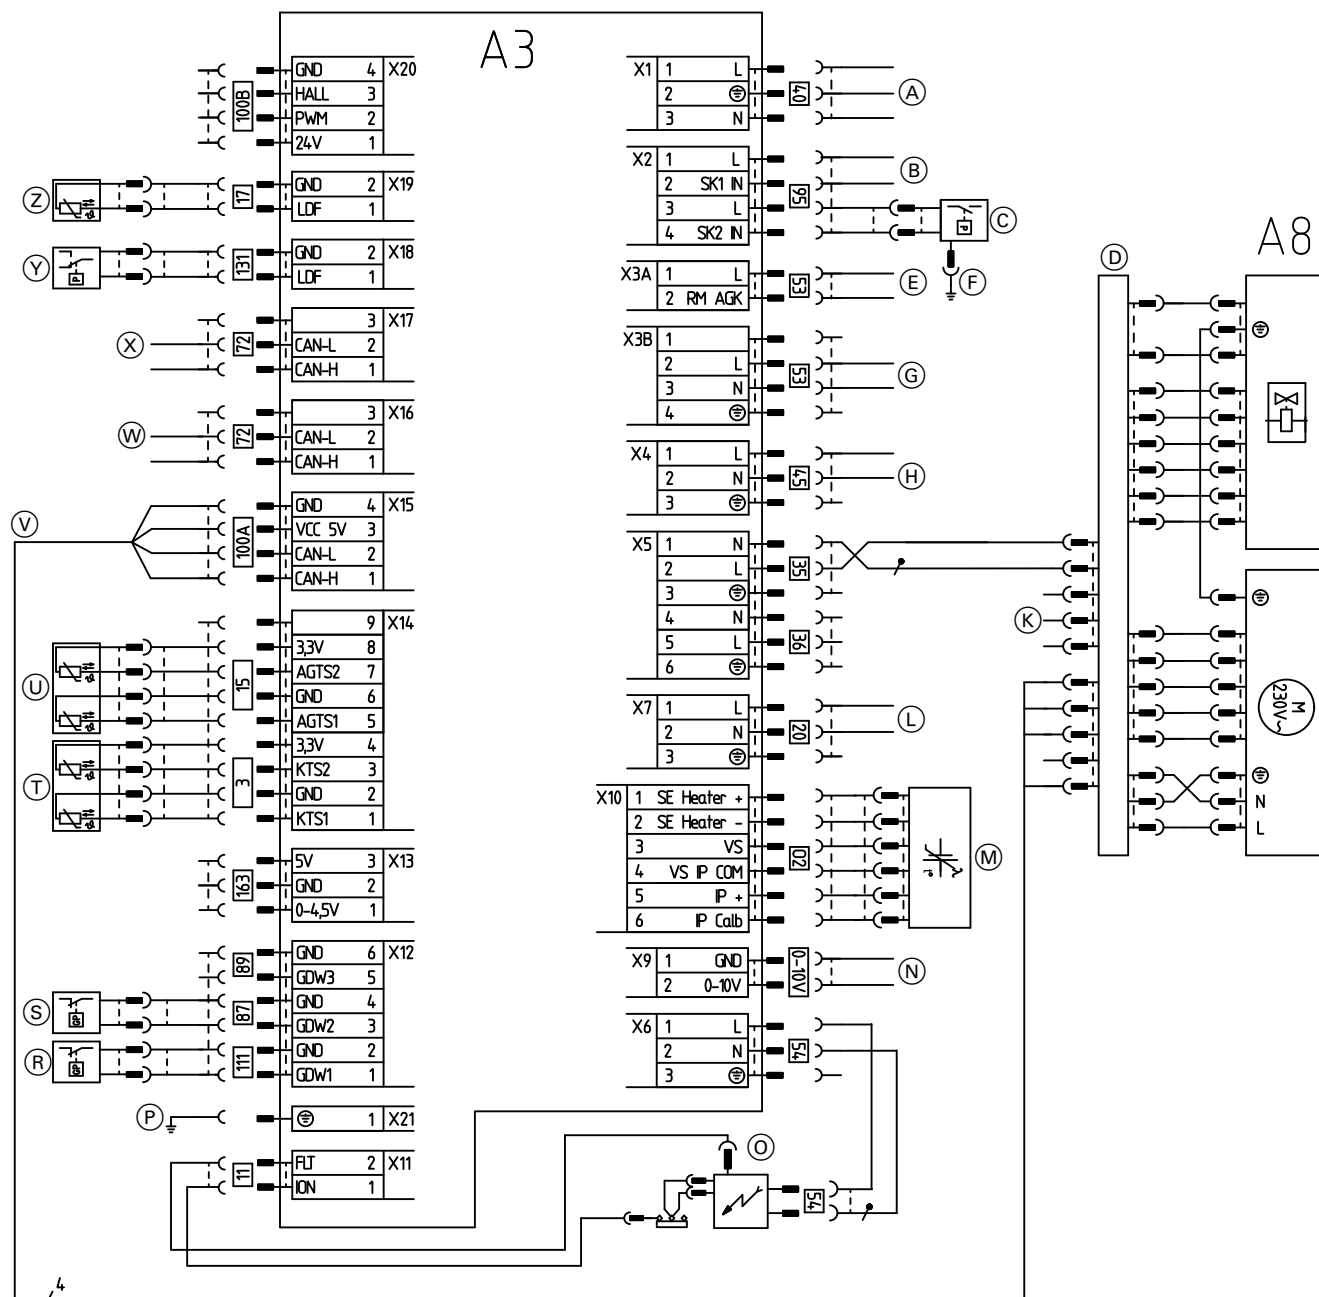 A3
A8
GND 4 X20
HALL 3
PWM 2
24V 1
100B
GND 2 X19
LDF 1
17
Z
GND 2 X18
LDF 1
131
Y
P
3 X17
CAN-L 2
CAN-H 1
72
X
3 X16
CAN-L 2
CAN-H 1
72
W
GND 4 X15
VCC 5V 3
CAN-L 2
CAN-H 1
100A
V
9 X14
3,3V 8
AGTS2 7
GND 6
AGTS1 5
3,3V 4
KTS2 3
GND 2
KTS1 1
15
3
U
T
5V 3 X13
GND 2
0-4,5V 1
163
GND 6 X12
GDW3 5
GND 4
GDW2 3
GND 2
GDW1 1
89
87
111
S
GP
R
GP
1 X21
P
FLT 2 X11
ION 1
11
4
X1 1 L
2
3 N
40
A
X2 1 L
2 SK1 IN
3 L
4 SK2 IN
95
B
C
P
F
X3A 1 L
2 RM AGK
53
E
X3B 1
2 L
3 N
4
53
G
X4 1 L
2 N
3
45
H
X5 1 N
2 L
3
4 N
5 L
6
35
36
X7 1 L
2 N
3
20
L
X10 1 SE Heater +
2 SE Heater -
3 VS
4 VS IP COM
5 IP +
6 IP Calb
02
M
X9 1 GND
2 0-10V
0-10V
N
X6 1 L
2 N
3
54
O
54
D
K
M
230V~
N
L